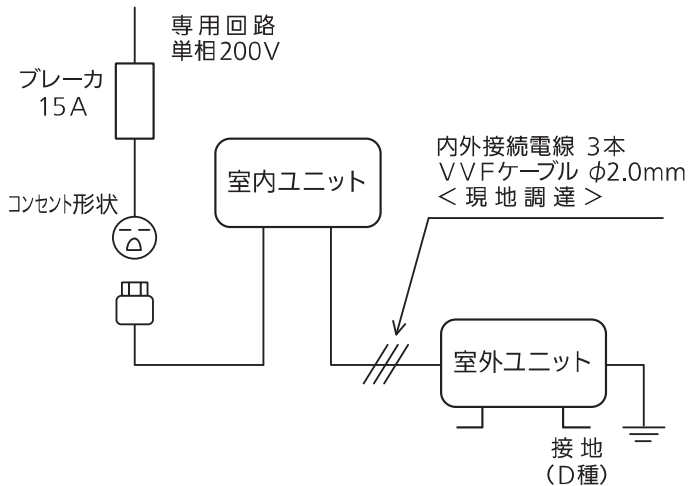 専用回路
単相200V
ブレーカ
15A
コンセント形状
室内ユニット
内外接続電線 3本
VVFケーブル φ2.0mm
<現地調達>
室外ユニット
接地
(D種)